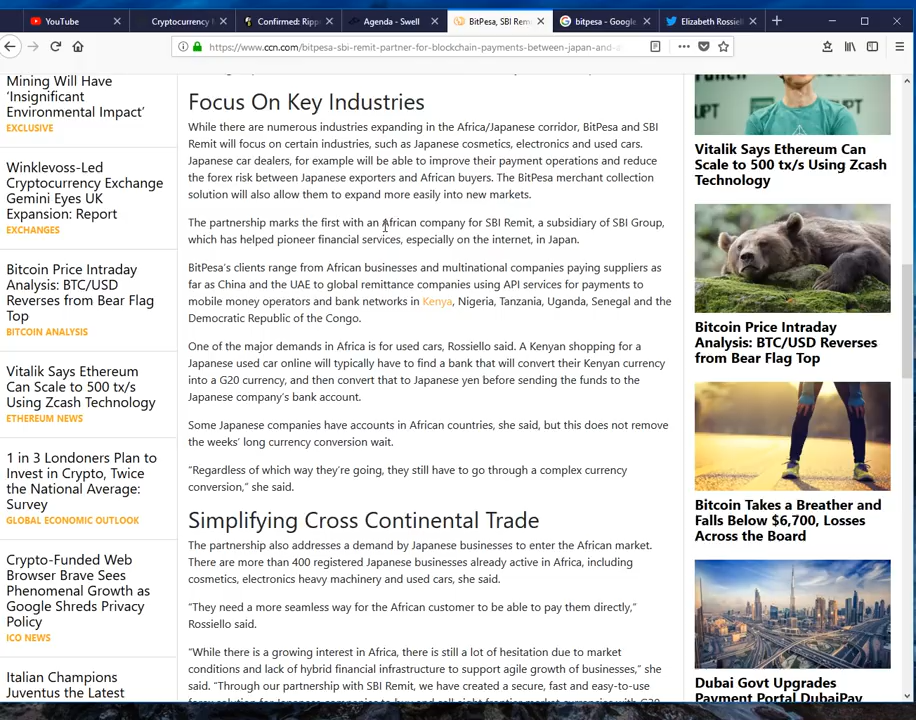 YouTube
Cryptocurrency
Confirmed: Ripp
Agenda - Swell
BitPesa, SBI Rem
bitpesa - Google
Elizabeth Rossiel
https://www.ccn.com/bitpesa-sbi-remit-partner-for-blockchain-payments-between-japan-and-a
Mining Will Have
‘Insignificant
Environmental Impact’
EXCLUSIVE
Winklevoss-Led
Cryptocurrency Exchange
Gemini Eyes UK
Expansion: Report
EXCHANGES
Bitcoin Price Intraday
Analysis: BTC/USD
Reverses from Bear Flag
Top
BITCOIN ANALYSIS
Vitalik Says Ethereum
Can Scale to 500 tx/s
Using Zcash Technology
ETHEREUM NEWS
1 in 3 Londoners Plan to
Invest in Crypto, Twice
the National Average:
Survey
GLOBAL ECONOMIC OUTLOOK
Crypto-Funded Web
Browser Brave Sees
Phenomenal Growth as
Google Shreds Privacy
Policy
ICO NEWS
Italian Champions
Juventus the Latest
Focus On Key Industries
While there are numerous industries expanding in the Africa/Japanese corridor, BitPesa and SBI
Remit will focus on certain industries, such as Japanese cosmetics, electronics and used cars.
Japanese car dealers, for example will be able to improve their payment operations and reduce
the forex risk between Japanese exporters and African buyers. The BitPesa merchant collection
solution will also allow them to expand more easily into new markets.
The partnership marks the first with an African company for SBI Remit, a subsidiary of SBI Group,
which has helped pioneer financial services, especially on the internet, in Japan.
BitPesa’s clients range from African businesses and multinational companies paying suppliers as
far as China and the UAE to global remittance companies using API services for payments to
mobile money operators and bank networks in Kenya, Nigeria, Tanzania, Uganda, Senegal and the
Democratic Republic of the Congo.
One of the major demands in Africa is for used cars, Rossiello said. A Kenyan shopping for a
Japanese used car online will typically have to find a bank that will convert their Kenyan currency
into a G20 currency, and then convert that to Japanese yen before sending the funds to the
Japanese company’s bank account.
Some Japanese companies have accounts in African countries, she said, but this does not remove
the weeks’ long currency conversion wait.
“Regardless of which way they’re going, they still have to go through a complex currency
conversion,” she said.
Simplifying Cross Continental Trade
The partnership also addresses a demand by Japanese businesses to enter the African market.
There are more than 400 registered Japanese businesses already active in Africa, including
cosmetics, electronics heavy machinery and used cars, she said.
“They need a more seamless way for the African customer to be able to pay them directly,”
Rossiello said.
“While there is a growing interest in Africa, there is still a lot of hesitation due to market
conditions and lack of hybrid financial infrastructure to support agile growth of businesses,” she
said. “Through our partnership with SBI Remit, we have created a secure, fast and easy-to-use
Vitalik Says Ethereum Can
Scale to 500 tx/s Using Zcash
Technology
Bitcoin Price Intraday
Analysis: BTC/USD Reverses
from Bear Flag Top
Bitcoin Takes a Breather and
Falls Below $6,700, Losses
Across the Board
Dubai Govt Upgrades
Payment Portal DubaiPay